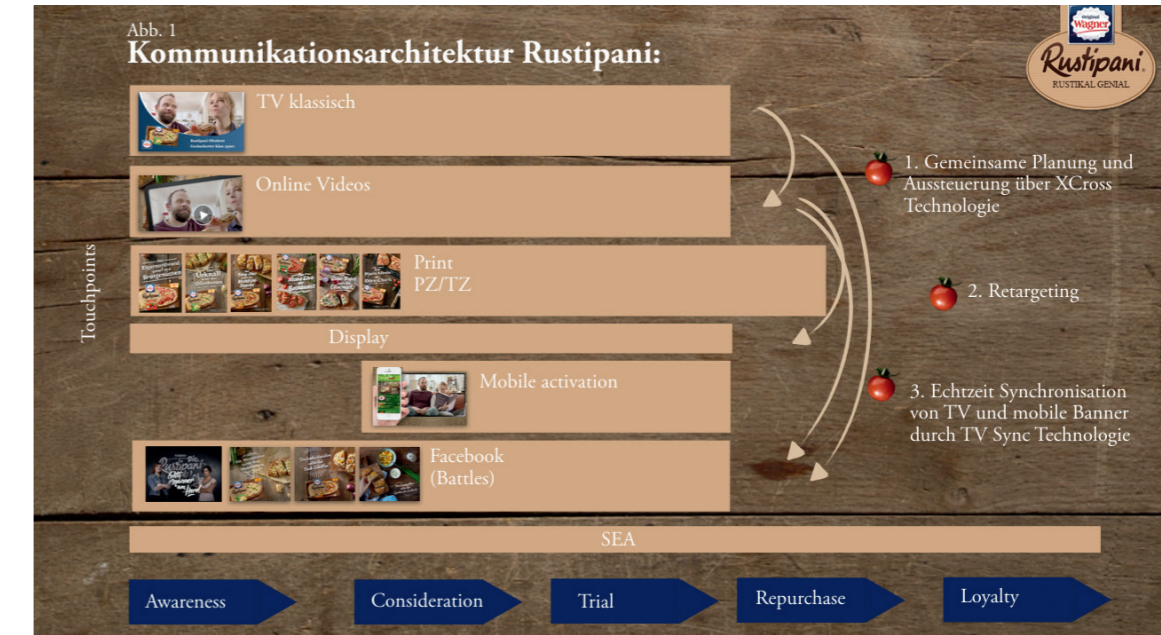 Abb. 1
Kommunikationsarchitektur Rustipani:
Original
Wagner
Rustipani
RUSTIKAL GENIAL
Touchpoints
TV klassisch
Online Videos
Print
PZ/TZ
Display
Mobile activation
Facebook
(Battles)
SEA
1. Gemeinsame Planung und
Aussteuerung über XCross
Technologie
2. Retargeting
3. Echtzeit Synchronisation
von TV und mobile Banner
durch TV Sync Technologie
Awareness
Consideration
Trial
Repurchase
Loyalty